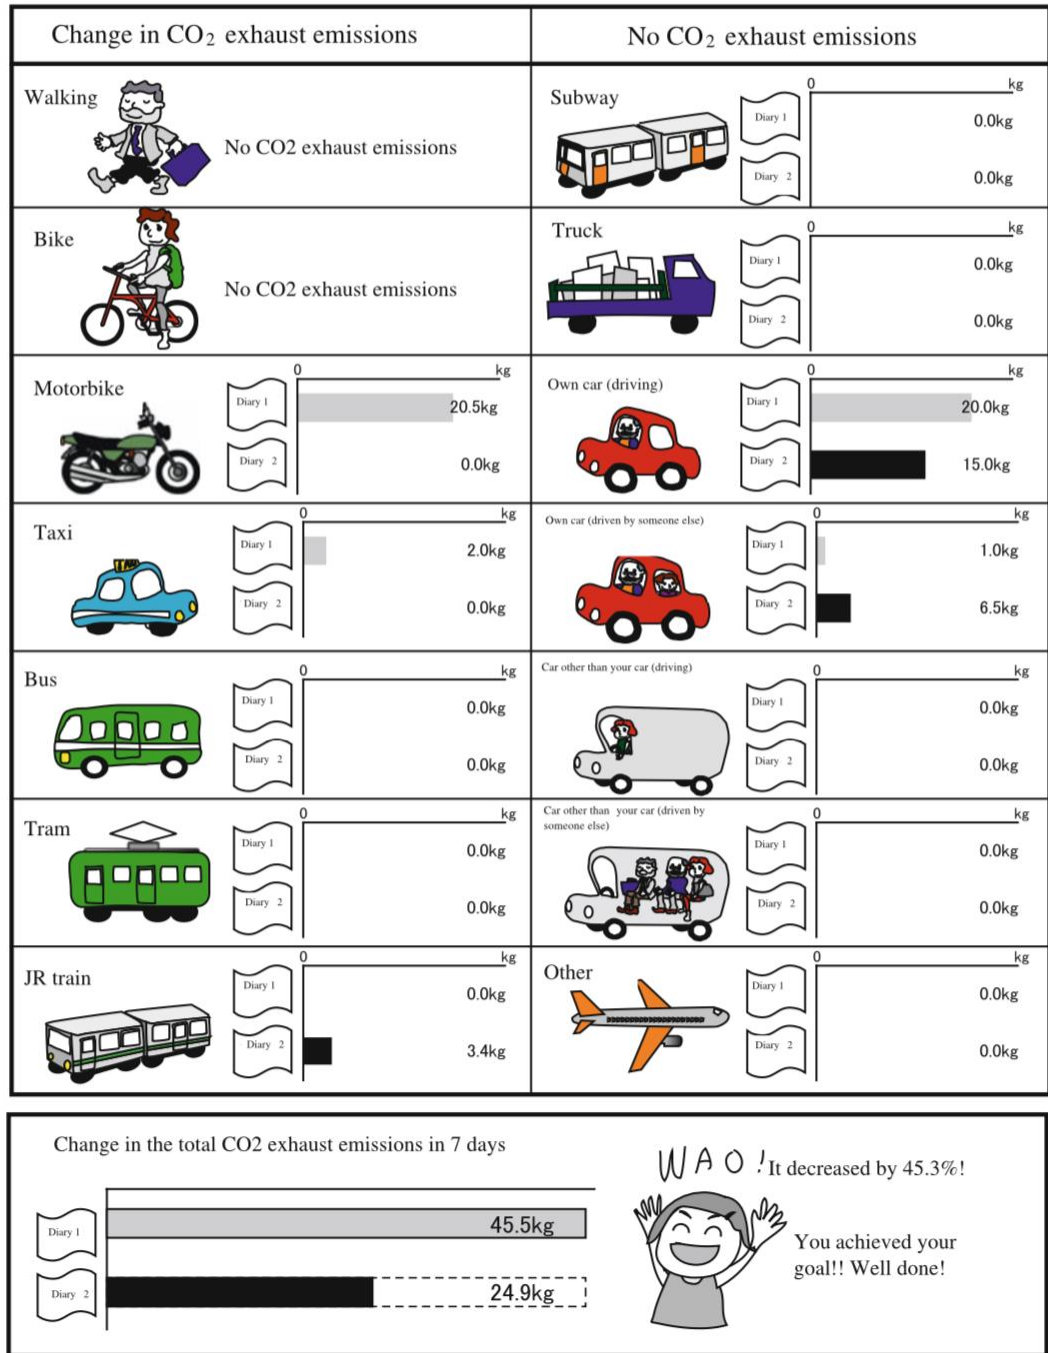 Change in CO2 exhaust emissions
No CO2 exhaust emissions
Walking
No CO2 exhaust emissions
Subway
0 kg
Diary 1 0.0kg
Diary 2 0.0kg
Bike
No CO2 exhaust emissions
Truck
0 kg
Diary 1 0.0kg
Diary 2 0.0kg
Motorbike
0 kg
Diary 1 20.5kg
Diary 2 0.0kg
Own car (driving)
0 kg
Diary 1 20.0kg
Diary 2 15.0kg
Taxi
TAXI
0 kg
Diary 1 2.0kg
Diary 2 0.0kg
Own car (driven by someone else)
0 kg
Diary 1 1.0kg
Diary 2 6.5kg
Bus
0 kg
Diary 1 0.0kg
Diary 2 0.0kg
Car other than your car (driving)
0 kg
Diary 1 0.0kg
Diary 2 0.0kg
Tram
0 kg
Diary 1 0.0kg
Diary 2 0.0kg
Car other than your car (driven by
someone else)
0 kg
Diary 1 0.0kg
Diary 2 0.0kg
JR train
0 kg
Diary 1 0.0kg
Diary 2 3.4kg
Other
0 kg
Diary 1 0.0kg
Diary 2 0.0kg
Change in the total CO2 exhaust emissions in 7 days
Diary 1 45.5kg
Diary 2 24.9kg
WAO! It decreased by 45.3%!
You achieved your
goal!! Well done!